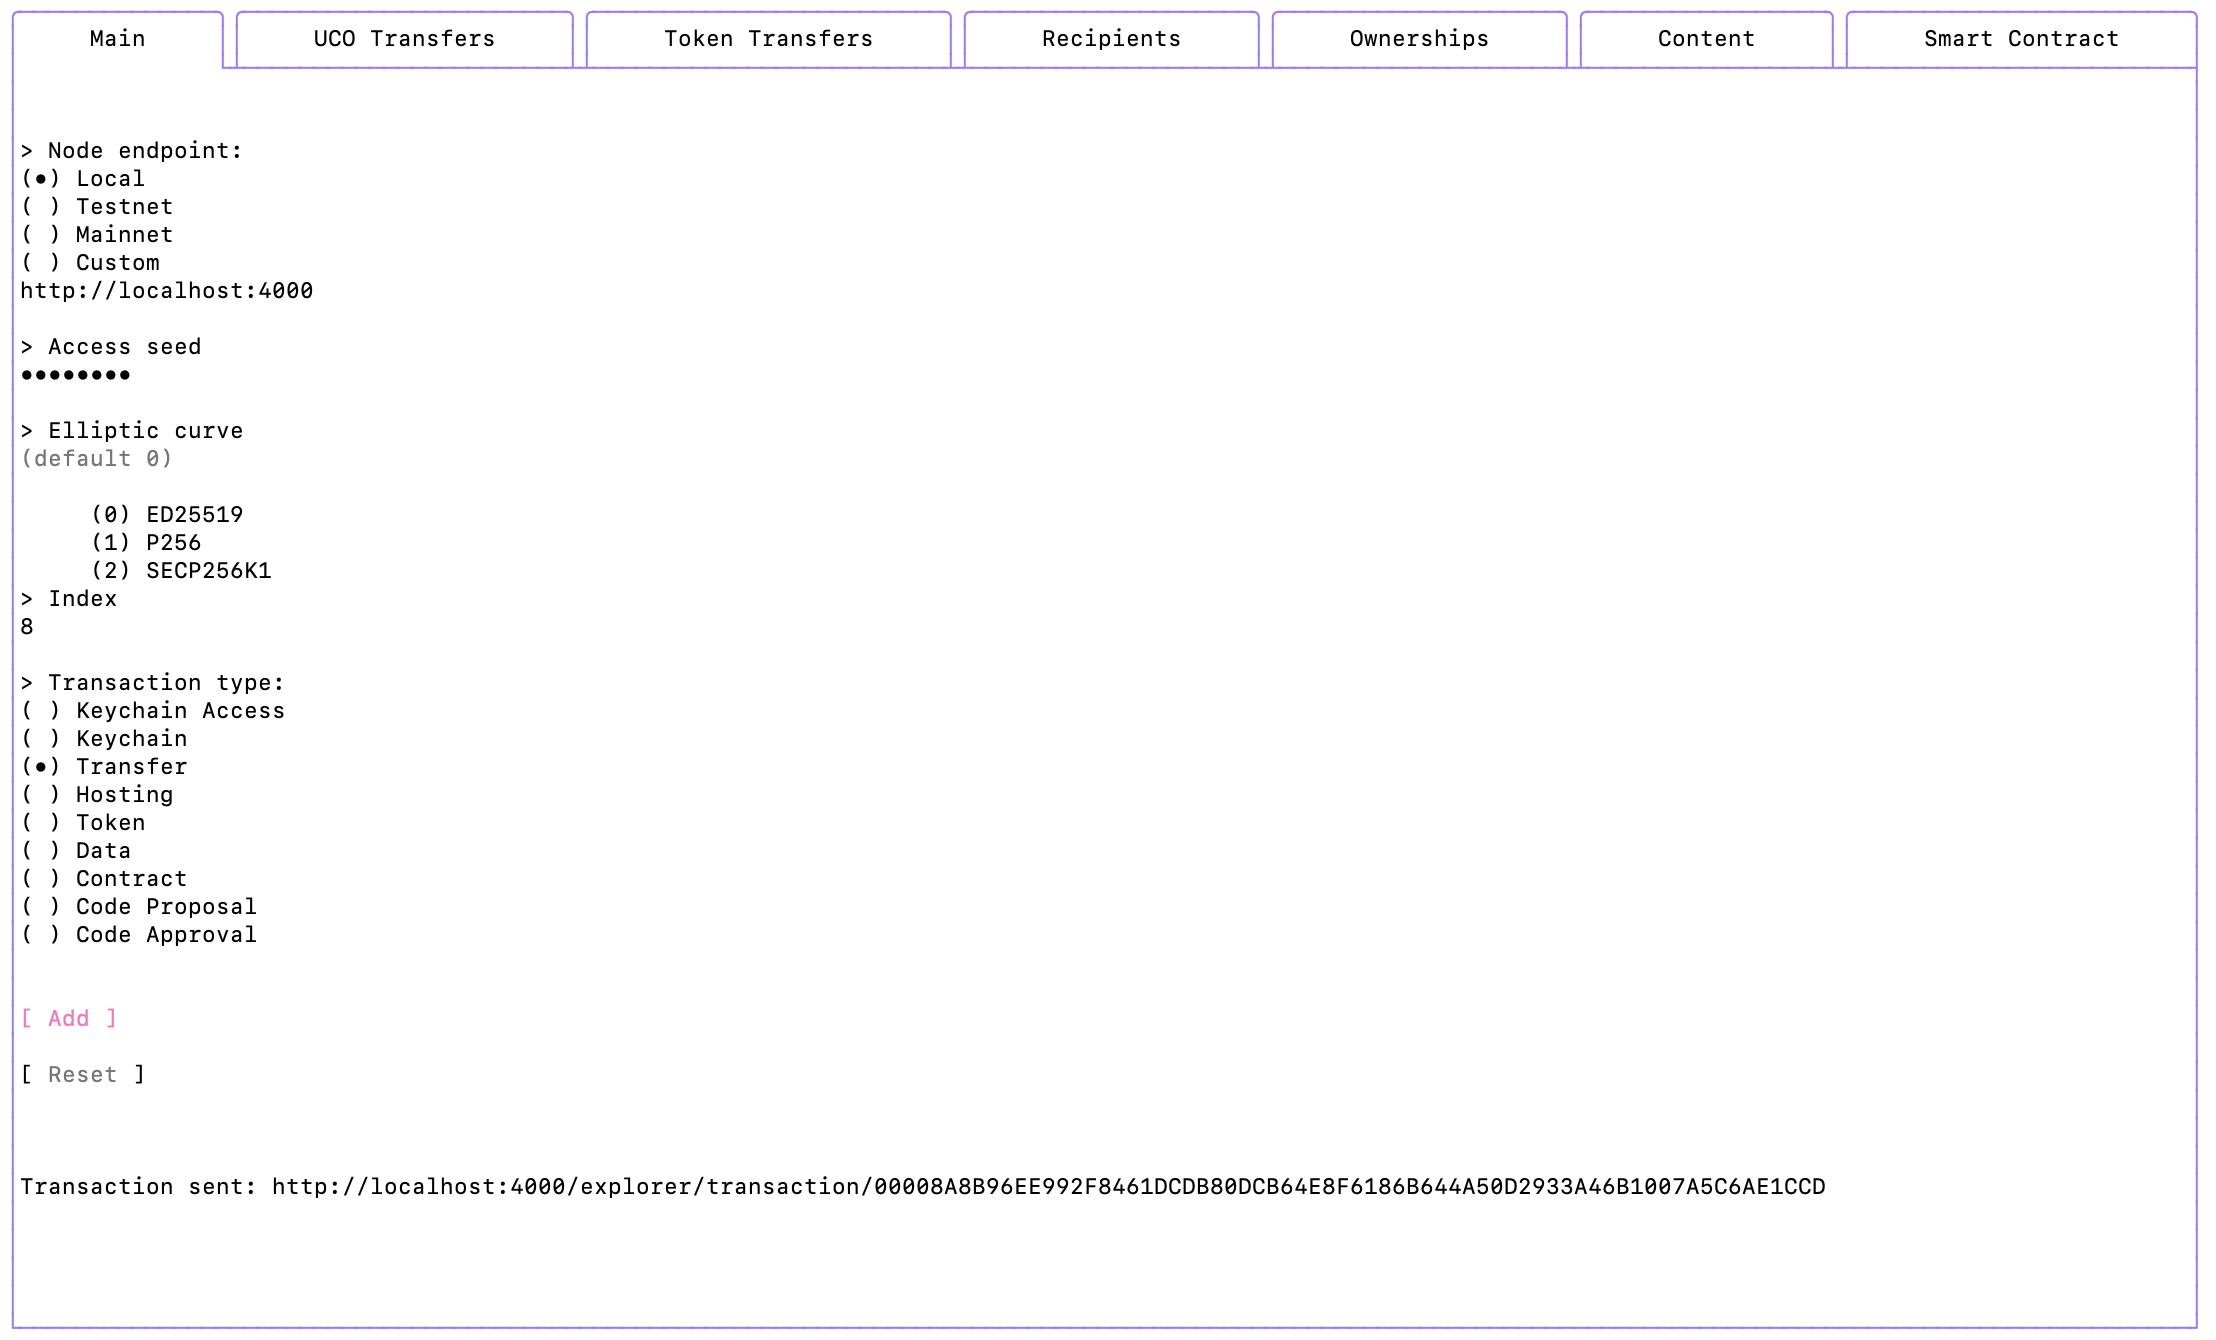 Main
UCO Transfers
Token Transfers
Recipients
Ownerships
Content
Smart Contract
> Node endpoint:
(•) Local
( ) Testnet
( ) Mainnet
( ) Custom
http://localhost:4000
> Access seed
••••••••
> Elliptic curve
(default 0)
(0) ED25519
(1) P256
(2) SECP256K1
> Index
8
> Transaction type:
( ) Keychain Access
( ) Keychain
(•) Transfer
( ) Hosting
( ) Token
( ) Data
( ) Contract
( ) Code Proposal
( ) Code Approval
[ Add ]
[ Reset ]
Transaction sent: http://localhost:4000/explorer/transaction/00008A8B96EE992F8461DCDB80DCB64E8F6186B644A50D2933A46B1007A5C6AE1CCD